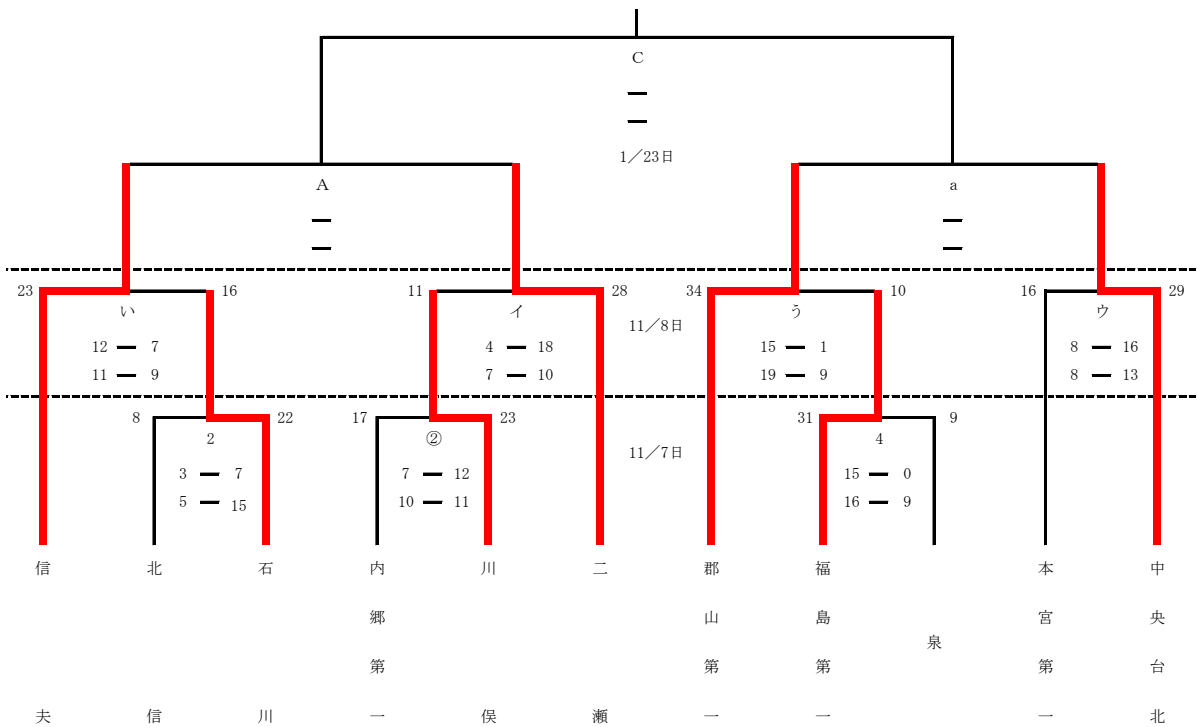 C
1／23日
A a
23 16 11 28 34 10 16 29
い イ 11／8日 う ウ
12 7 4 18 15 1 8 16
11 9 7 10 19 9 8 13
8 22 17 23 31 9
2 ② 11／7日 4
3 7 7 12 15 0
5 15 10 11 16 9
信夫
北信
石川
内郷第一
川俣
二瀬
郡山第一
福島第一
泉
本宮第一
中央台北